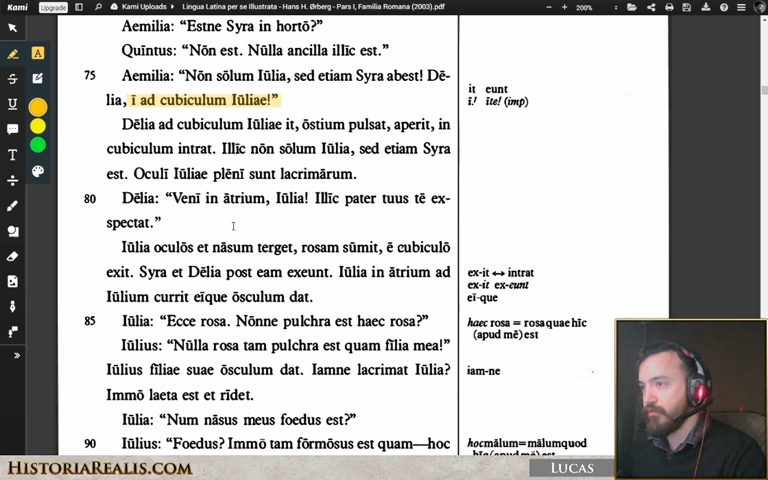 Kami
Upgrade
Kami Uploads → Lingua Latina per se Illustrata - Hans H. Ørberg - Pars I, Familia Romana (2003).pdf
200%
Aemilia: “Estne Syra in hortō?”
Quīntus: “Nōn est. Nūlla ancilla illīc est.”
75 Aemilia: “Nōn sōlum Iūlia, sed etiam Syra abest! Dē-
lia, ī ad cubiculum Iūliae!”
Dēlia ad cubiculum Iūliae it, ōstium pulsat, aperit, in
cubiculum intrat. Illīc nōn sōlum Iūlia, sed etiam Syra
est. Oculī Iūliae plēnī sunt lacrimārum.
80 Dēlia: “Venī in ātrium, Iūlia! Illīc pater tuus tē ex-
spectat.”
Iūlia oculōs et nāsum terget, rosam sūmit, ē cubiculō
exit. Syra et Dēlia post eam exeunt. Iūlia in ātrium ad
Iūlium currit eīque ōsculum dat.
85 Iūlia: “Ecce rosa. Nōnne pulchra est haec rosa?”
Iūlius: “Nūlla rosa tam pulchra est quam fīlia mea!”
Iūlius fīliae suae ōsculum dat. Iamne lacrimat Iūlia?
Immō laeta est et rīdet.
Iūlia: “Num nāsus meus foedus est?”
90 Iūlius: “Foedus? Immō tam fōrmōsus est quam—hoc
it eunt
ī! īte! (imp)
ex-it ↔ intrat
ex-it ex-eunt
eī-que
haec rosa = rosa quae hīc
(apud mē) est
iam-ne
hoc mālum = mālum quod
hīc (apud mē) est
HistoriaRealis.com
Lucas